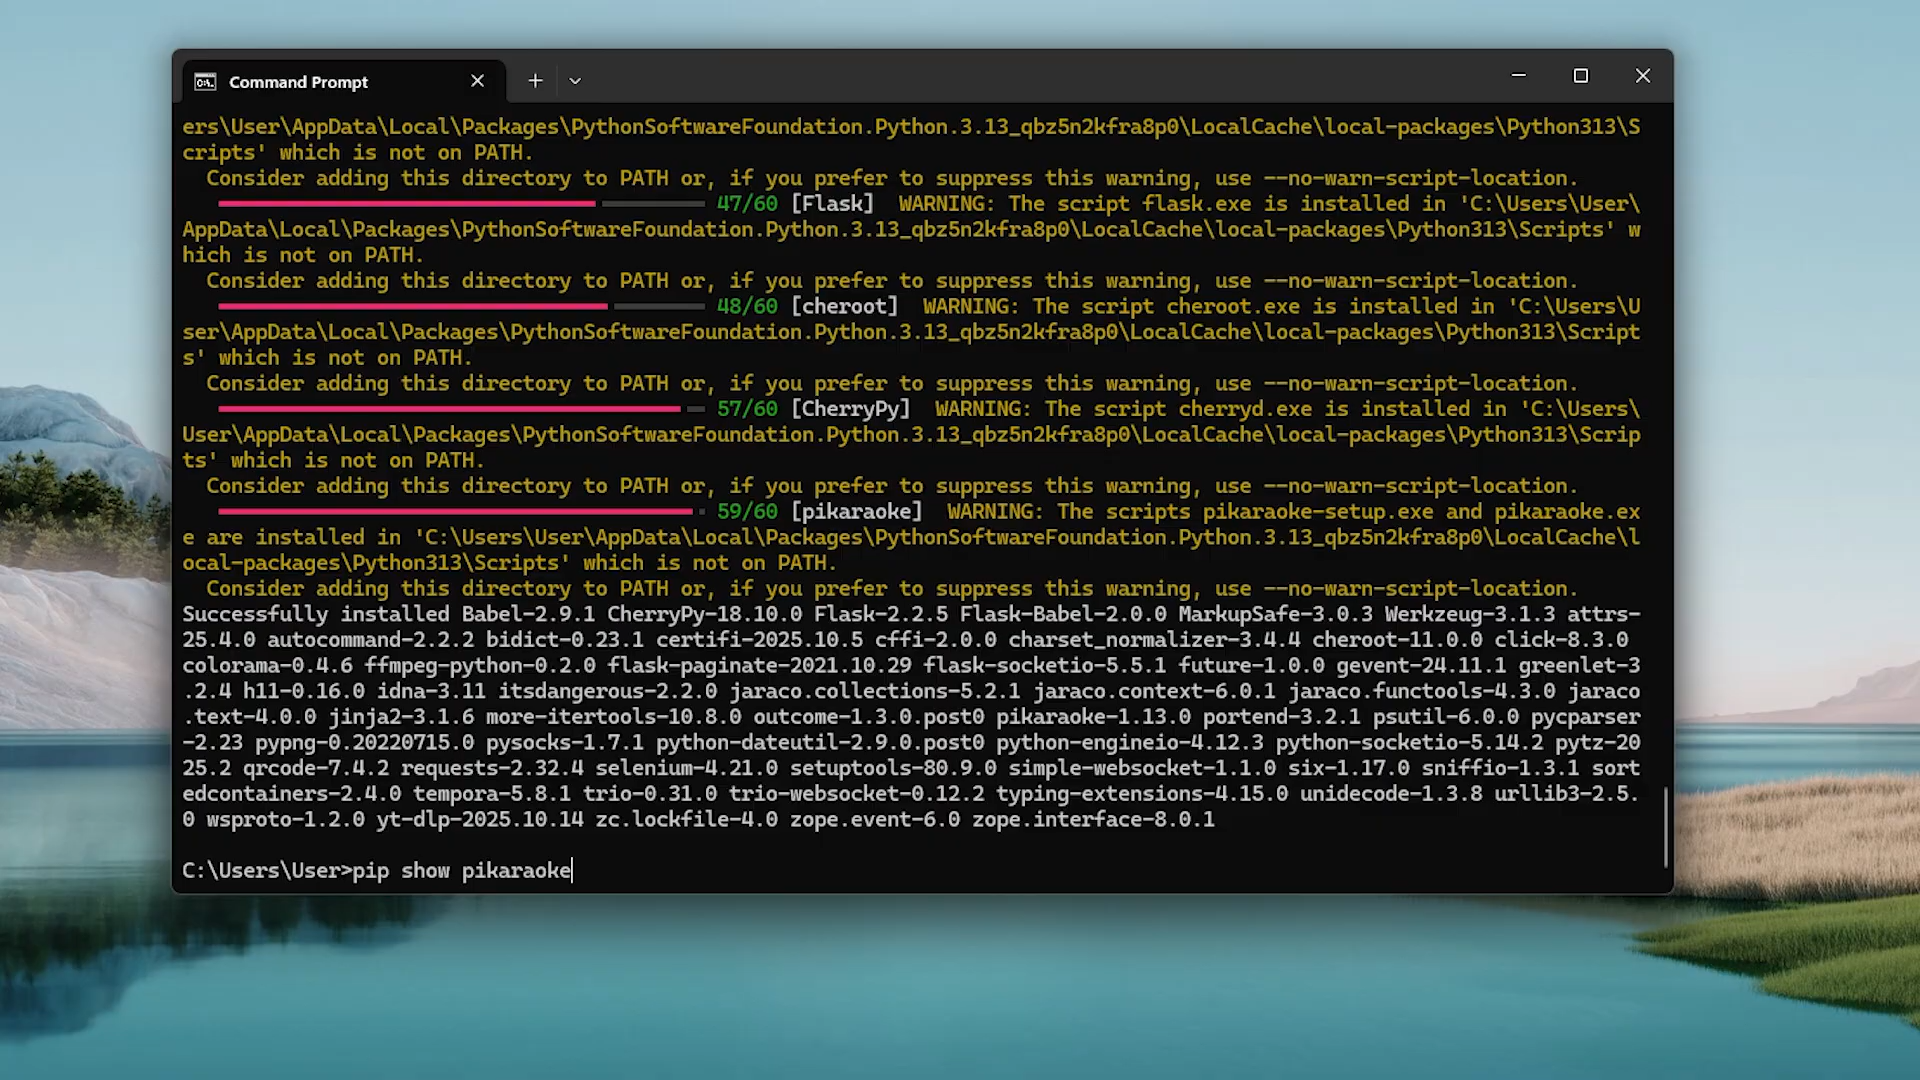 Command Prompt
ers\User\AppData\Local\Packages\PythonSoftwareFoundation.Python.3.13_qbz5n2kfra8p0\LocalCache\local-packages\Python313\S
cripts' which is not on PATH.
Consider adding this directory to PATH or, if you prefer to suppress this warning, use --no-warn-script-location.
47/60 [Flask] WARNING: The script flask.exe is installed in 'C:\Users\User\
AppData\Local\Packages\PythonSoftwareFoundation.Python.3.13_qbz5n2kfra8p0\LocalCache\local-packages\Python313\Scripts' w
hich is not on PATH.
Consider adding this directory to PATH or, if you prefer to suppress this warning, use --no-warn-script-location.
48/60 [cheroot] WARNING: The script cheroot.exe is installed in 'C:\Users\U
ser\AppData\Local\Packages\PythonSoftwareFoundation.Python.3.13_qbz5n2kfra8p0\LocalCache\local-packages\Python313\Script
s' which is not on PATH.
Consider adding this directory to PATH or, if you prefer to suppress this warning, use --no-warn-script-location.
57/60 [CherryPy] WARNING: The script cherryd.exe is installed in 'C:\Users\
User\AppData\Local\Packages\PythonSoftwareFoundation.Python.3.13_qbz5n2kfra8p0\LocalCache\local-packages\Python313\Scrip
ts' which is not on PATH.
Consider adding this directory to PATH or, if you prefer to suppress this warning, use --no-warn-script-location.
59/60 [pikaraoke] WARNING: The scripts pikaraoke-setup.exe and pikaraoke.ex
e are installed in 'C:\Users\User\AppData\Local\Packages\PythonSoftwareFoundation.Python.3.13_qbz5n2kfra8p0\LocalCache\l
ocal-packages\Python313\Scripts' which is not on PATH.
Consider adding this directory to PATH or, if you prefer to suppress this warning, use --no-warn-script-location.
Successfully installed Babel-2.9.1 CherryPy-18.10.0 Flask-2.2.5 Flask-Babel-2.0.0 MarkupSafe-3.0.3 Werkzeug-3.1.3 attrs-
25.4.0 autocommand-2.2.2 bidict-0.23.1 certifi-2025.10.5 cffi-2.0.0 charset_normalizer-3.4.4 cheroot-11.0.0 click-8.3.0
colorama-0.4.6 ffmpeg-python-0.2.0 flask-paginate-2021.10.29 flask-socketio-5.5.1 future-1.0.0 gevent-24.11.1 greenlet-3
.2.4 h11-0.16.0 idna-3.11 itsdangerous-2.2.0 jaraco.collections-5.2.1 jaraco.context-6.0.1 jaraco.functools-4.3.0 jaraco
.text-4.0.0 jinja2-3.1.6 more-itertools-10.8.0 outcome-1.3.0.post0 pikaraoke-1.13.0 portend-3.2.1 psutil-6.0.0 pycparser
-2.23 pypng-0.20220715.0 pysocks-1.7.1 python-dateutil-2.9.0.post0 python-engineio-4.12.3 python-socketio-5.14.2 pytz-20
25.2 qrcode-7.4.2 requests-2.32.4 selenium-4.21.0 setuptools-80.9.0 simple-websocket-1.1.0 six-1.17.0 sniffio-1.3.1 sort
edcontainers-2.4.0 tempora-5.8.1 trio-0.31.0 trio-websocket-0.12.2 typing-extensions-4.15.0 unidecode-1.3.8 urllib3-2.5.
0 wsproto-1.2.0 yt-dlp-2025.10.14 zc.lockfile-4.0 zope.event-6.0 zope.interface-8.0.1
C:\Users\User>pip show pikaraoke